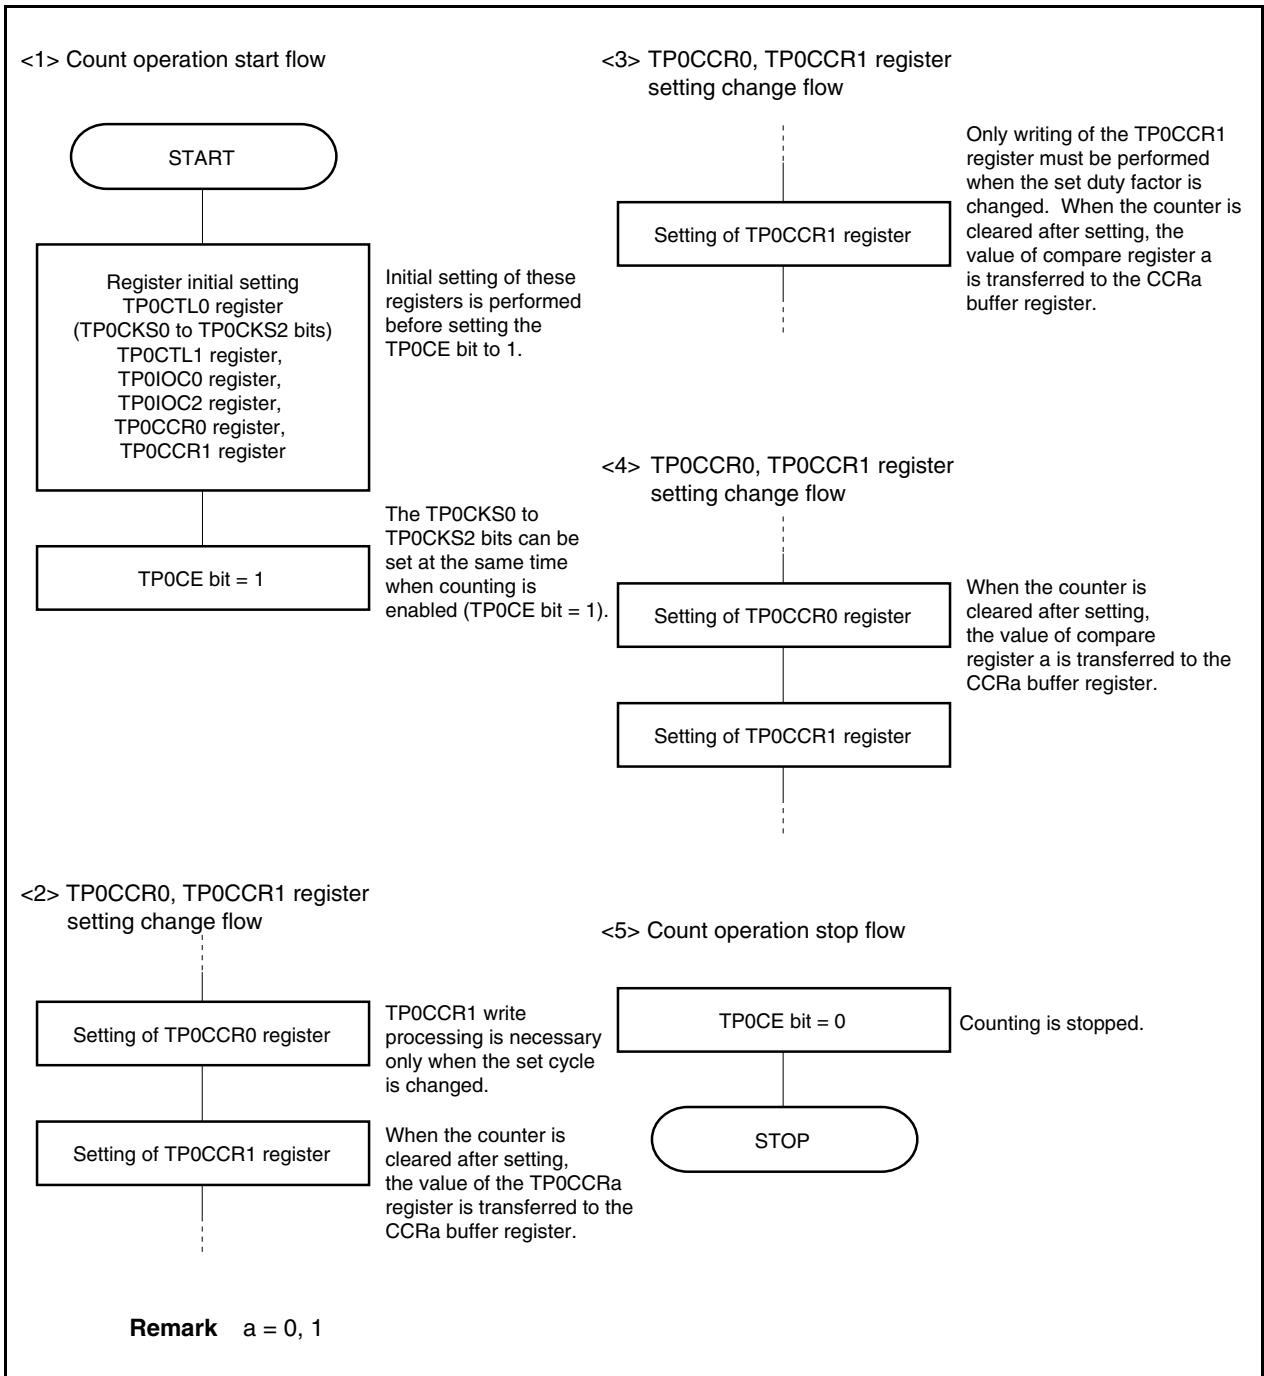 <1> Count operation start flow
START
Register initial setting
TP0CTL0 register
(TP0CKS0 to TP0CKS2 bits)
TP0CTL1 register,
TP0IOC0 register,
TP0IOC2 register,
TP0CCR0 register,
TP0CCR1 register
Initial setting of these
registers is performed
before setting the
TP0CE bit to 1.
TP0CE bit = 1
The TP0CKS0 to
TP0CKS2 bits can be
set at the same time
when counting is
enabled (TP0CE bit = 1).
<2> TP0CCR0, TP0CCR1 register
setting change flow
Setting of TP0CCR0 register
TP0CCR1 write
processing is necessary
only when the set cycle
is changed.
Setting of TP0CCR1 register
When the counter is
cleared after setting,
the value of the TP0CCRa
register is transferred to the
CCRa buffer register.
<3> TP0CCR0, TP0CCR1 register
setting change flow
Setting of TP0CCR1 register
Only writing of the TP0CCR1
register must be performed
when the set duty factor is
changed. When the counter is
cleared after setting, the
value of compare register a
is transferred to the CCRa
buffer register.
<4> TP0CCR0, TP0CCR1 register
setting change flow
Setting of TP0CCR0 register
When the counter is
cleared after setting,
the value of compare
register a is transferred to the
CCRa buffer register.
Setting of TP0CCR1 register
<5> Count operation stop flow
TP0CE bit = 0
Counting is stopped.
STOP
Remark a = 0, 1